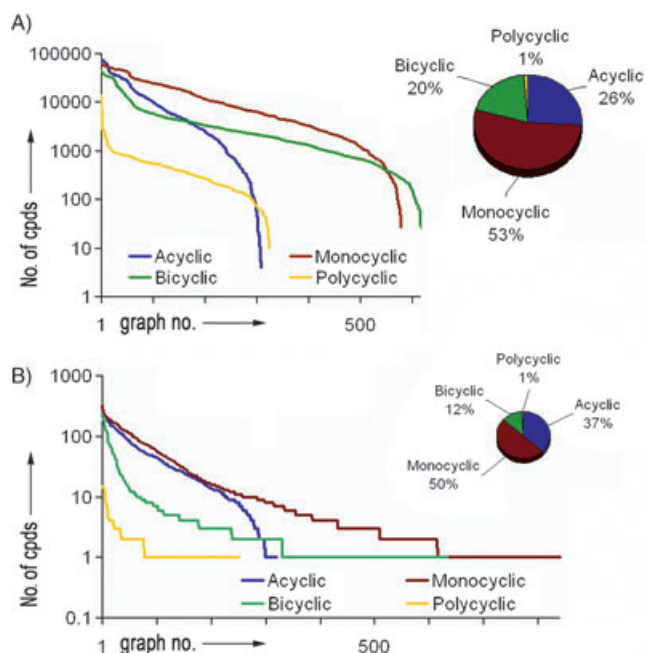 A)
100000
10000
1000
100
10
1
No. of cpds
Acyclic
Monocyclic
Bicyclic
Polycyclic
1
graph no.
500
Polycyclic
1%
Bicyclic
20%
Acyclic
26%
Monocyclic
53%
B)
1000
100
10
1
0.1
No. of cpds
Acyclic
Monocyclic
Bicyclic
Polycyclic
1
graph no.
500
Polycyclic
1%
Bicyclic
12%
Acyclic
37%
Monocyclic
50%